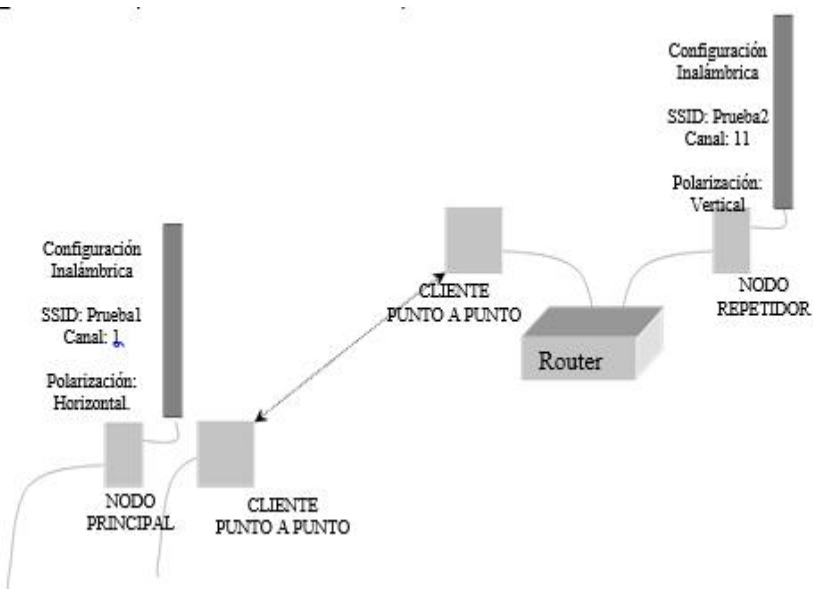 Configuración
Inalámbrica
SSID: Prueba2
Canal: 11
Polarización:
Vertical
NODO
REPETIDOR
CLIENTE
PUNTO A PUNTO
Router
Configuración
Inalámbrica
SSID: Prueba1
Canal: 1
Polarización:
Horizontal.
NODO
PRINCIPAL
CLIENTE
PUNTO A PUNTO